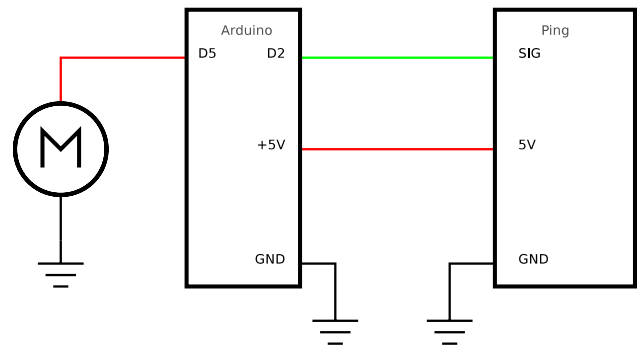 Arduino
Ping
D5
D2
SIG
M
+5V
5V
GND
GND